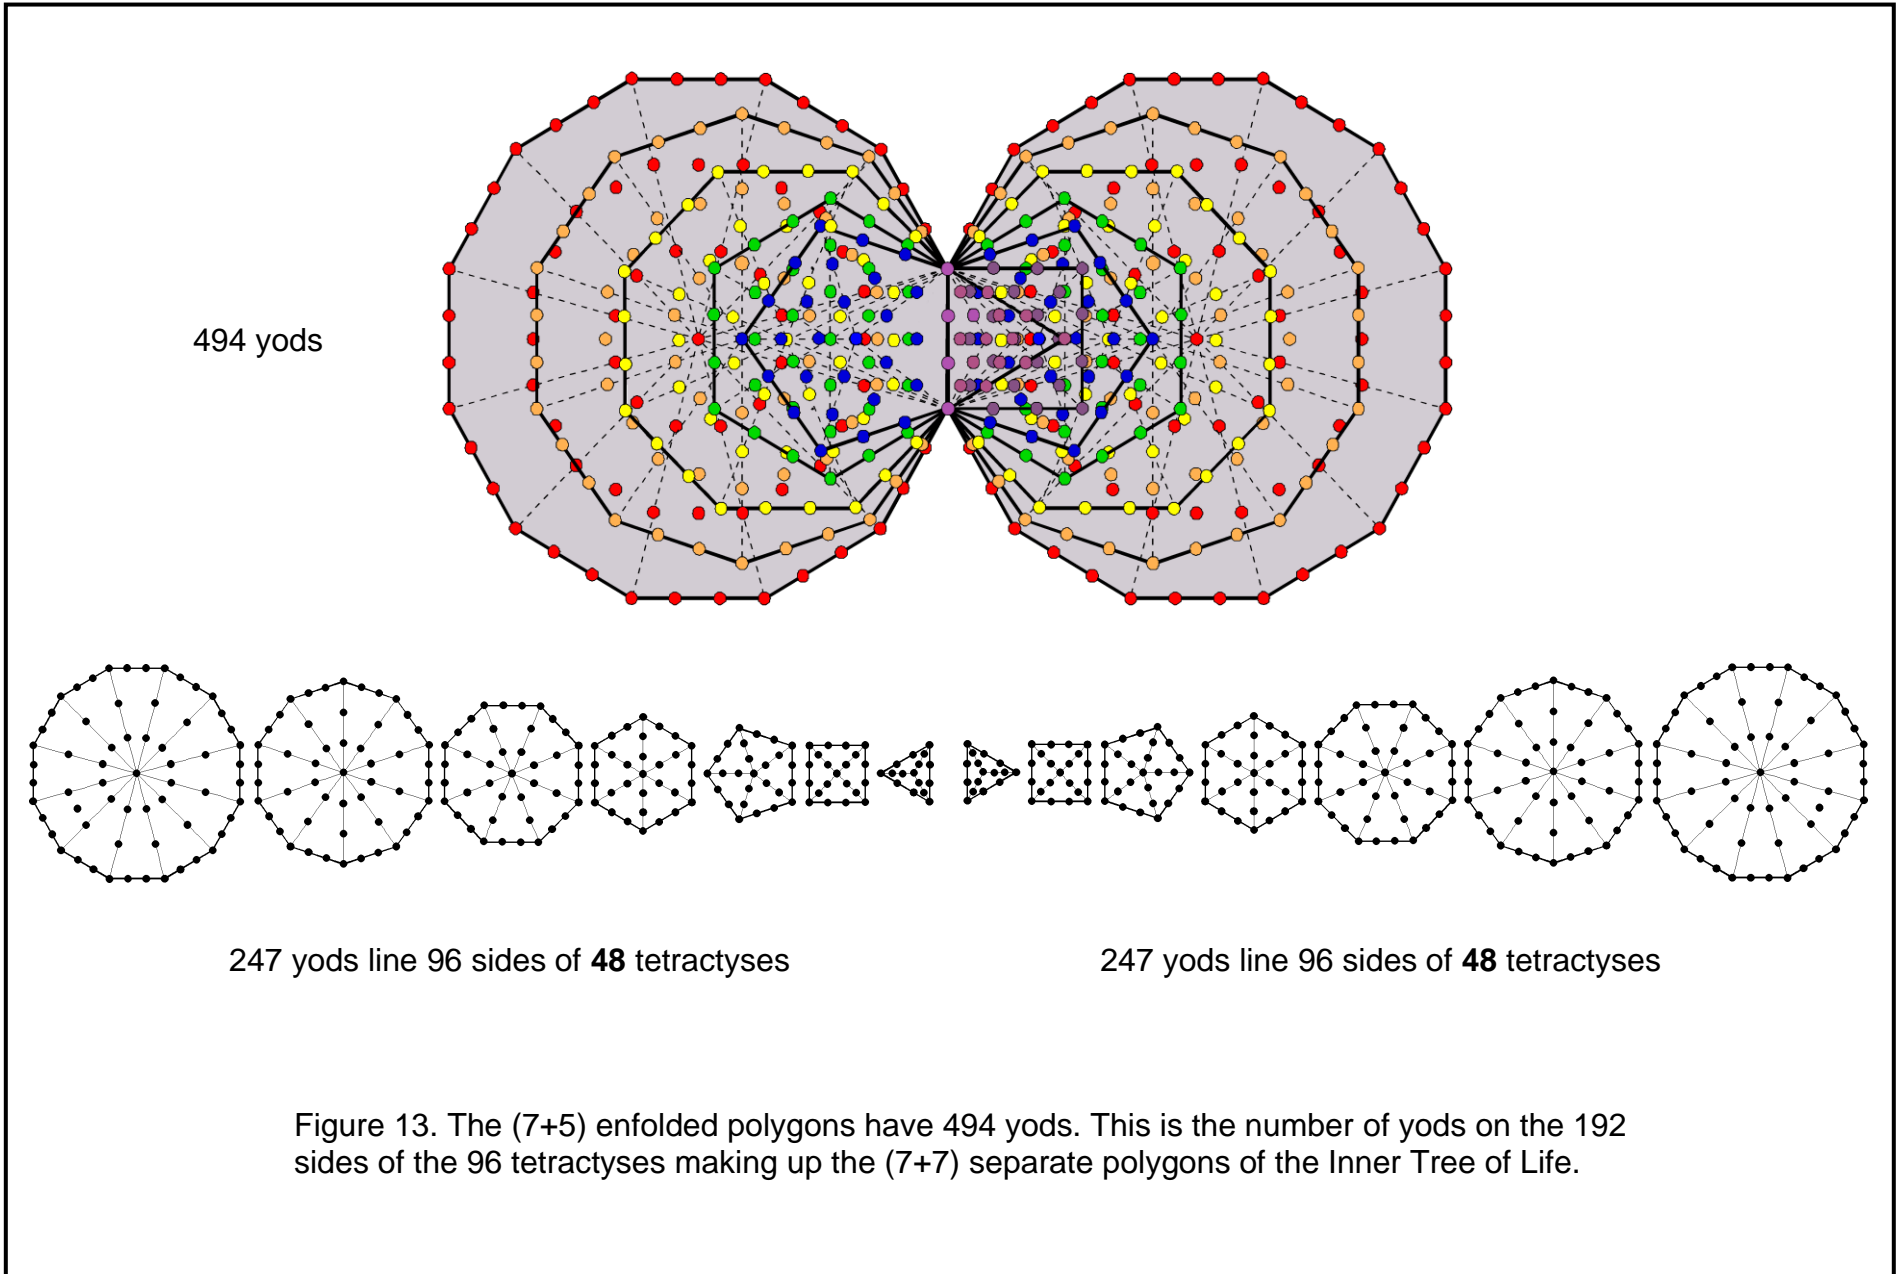 494 yods
247 yods line 96 sides of 48 tetractyses
247 yods line 96 sides of 48 tetractyses
Figure 13. The (7+5) enfolded polygons have 494 yods. This is the number of yods on the 192
sides of the 96 tetractyses making up the (7+7) separate polygons of the Inner Tree of Life.